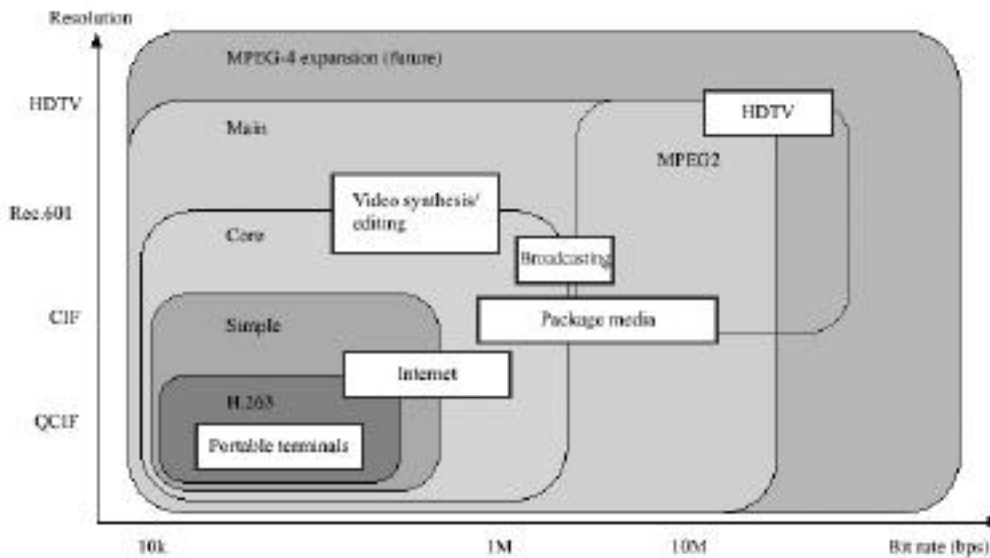 Resolution
MPEG-4 expansion (future)
HDTV
HDTV
Main
MPEG2
Video synthesis/
editing
Rec.601
Core
Broadcasting
CIF
Package media
Simple
Internet
H.263
QCIF
Portable terminals
10k
1M
10M
Bit rate (bps)